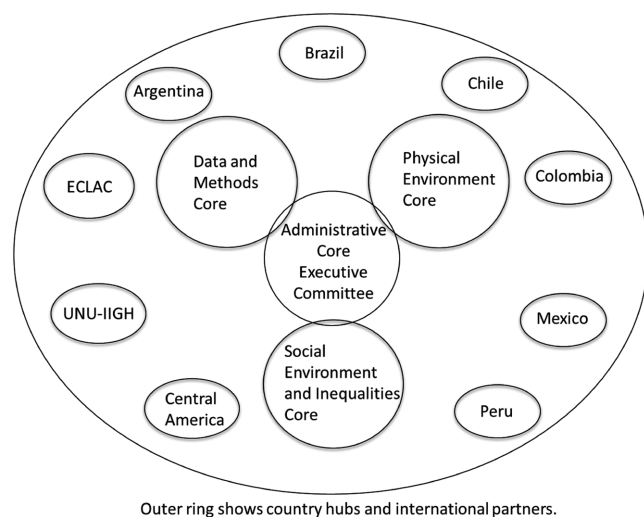 Brazil
Argentina
Chile
Data and
Methods
Core
Physical
Environment
Core
ECLAC
Colombia
Administrative
Core
Executive
Committee
UNU-IIGH
Mexico
Social
Environment
and Inequalities
Core
Central
America
Peru
Outer ring shows country hubs and international partners.